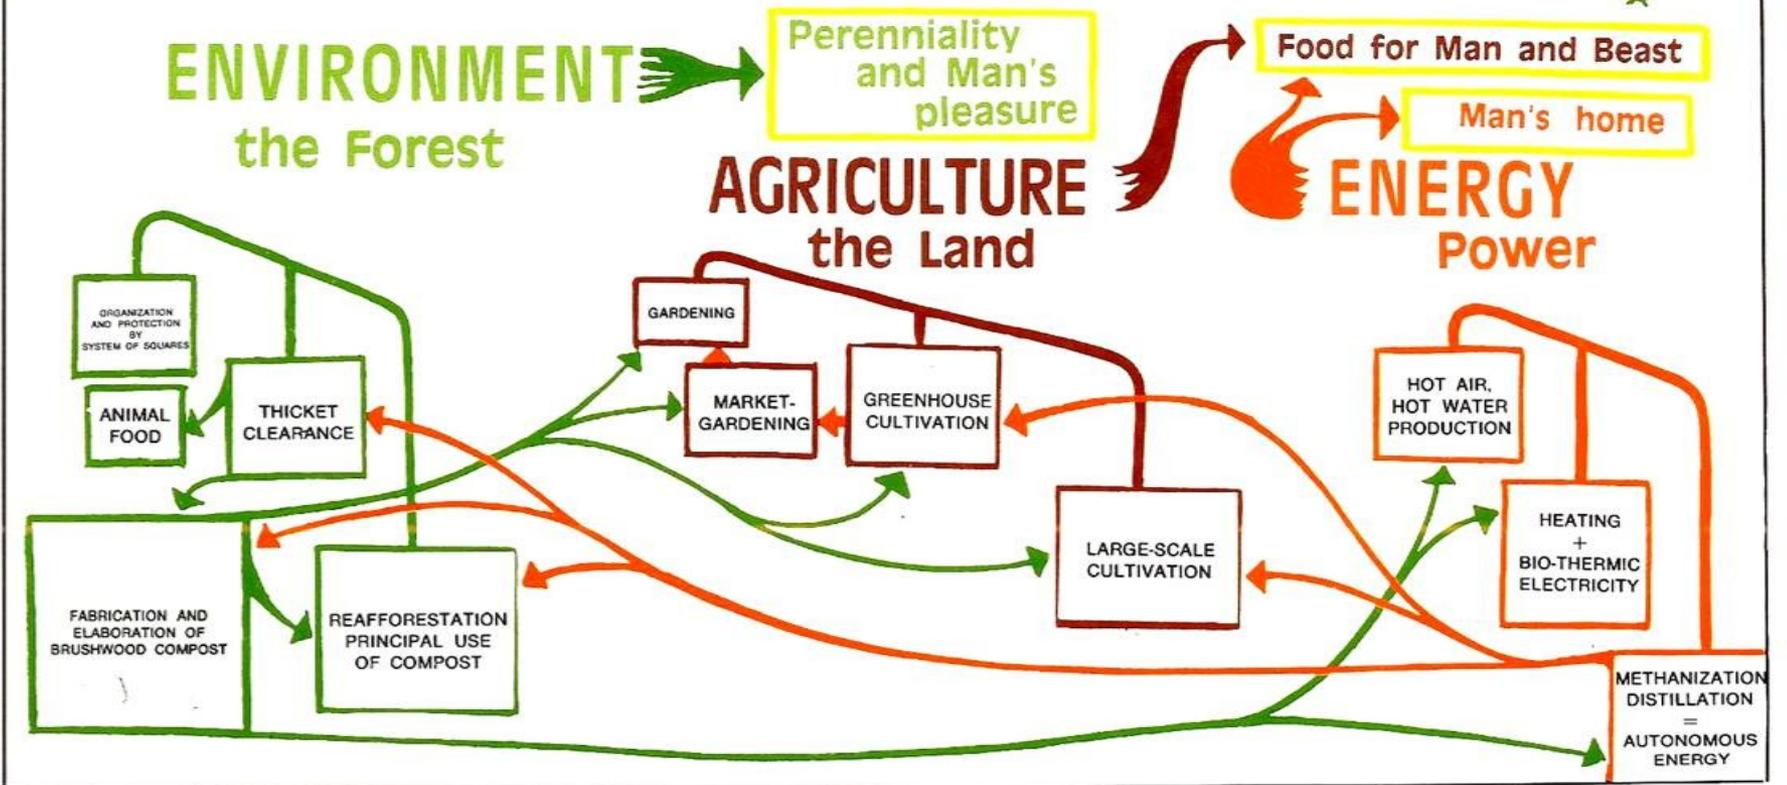 ENVIRONMENT
the Forest
Perenniality
and Man's
pleasure
Food for Man and Beast
Man's home
AGRICULTURE
the Land
ENERGY
Power
ORGANIZATION
AND PROTECTION
BY
SYSTEM OF SQUARES
ANIMAL
FOOD
THICKET
CLEARANCE
FABRICATION AND
ELABORATION OF
BRUSHWOOD COMPOST
REAFFORESTATION
PRINCIPAL USE
OF COMPOST
GARDENING
MARKET-
GARDENING
GREENHOUSE
CULTIVATION
LARGE-SCALE
CULTIVATION
HOT AIR,
HOT WATER
PRODUCTION
HEATING
+
BIO-THERMIC
ELECTRICITY
METHANIZATION
DISTILLATION
=
AUTONOMOUS
ENERGY